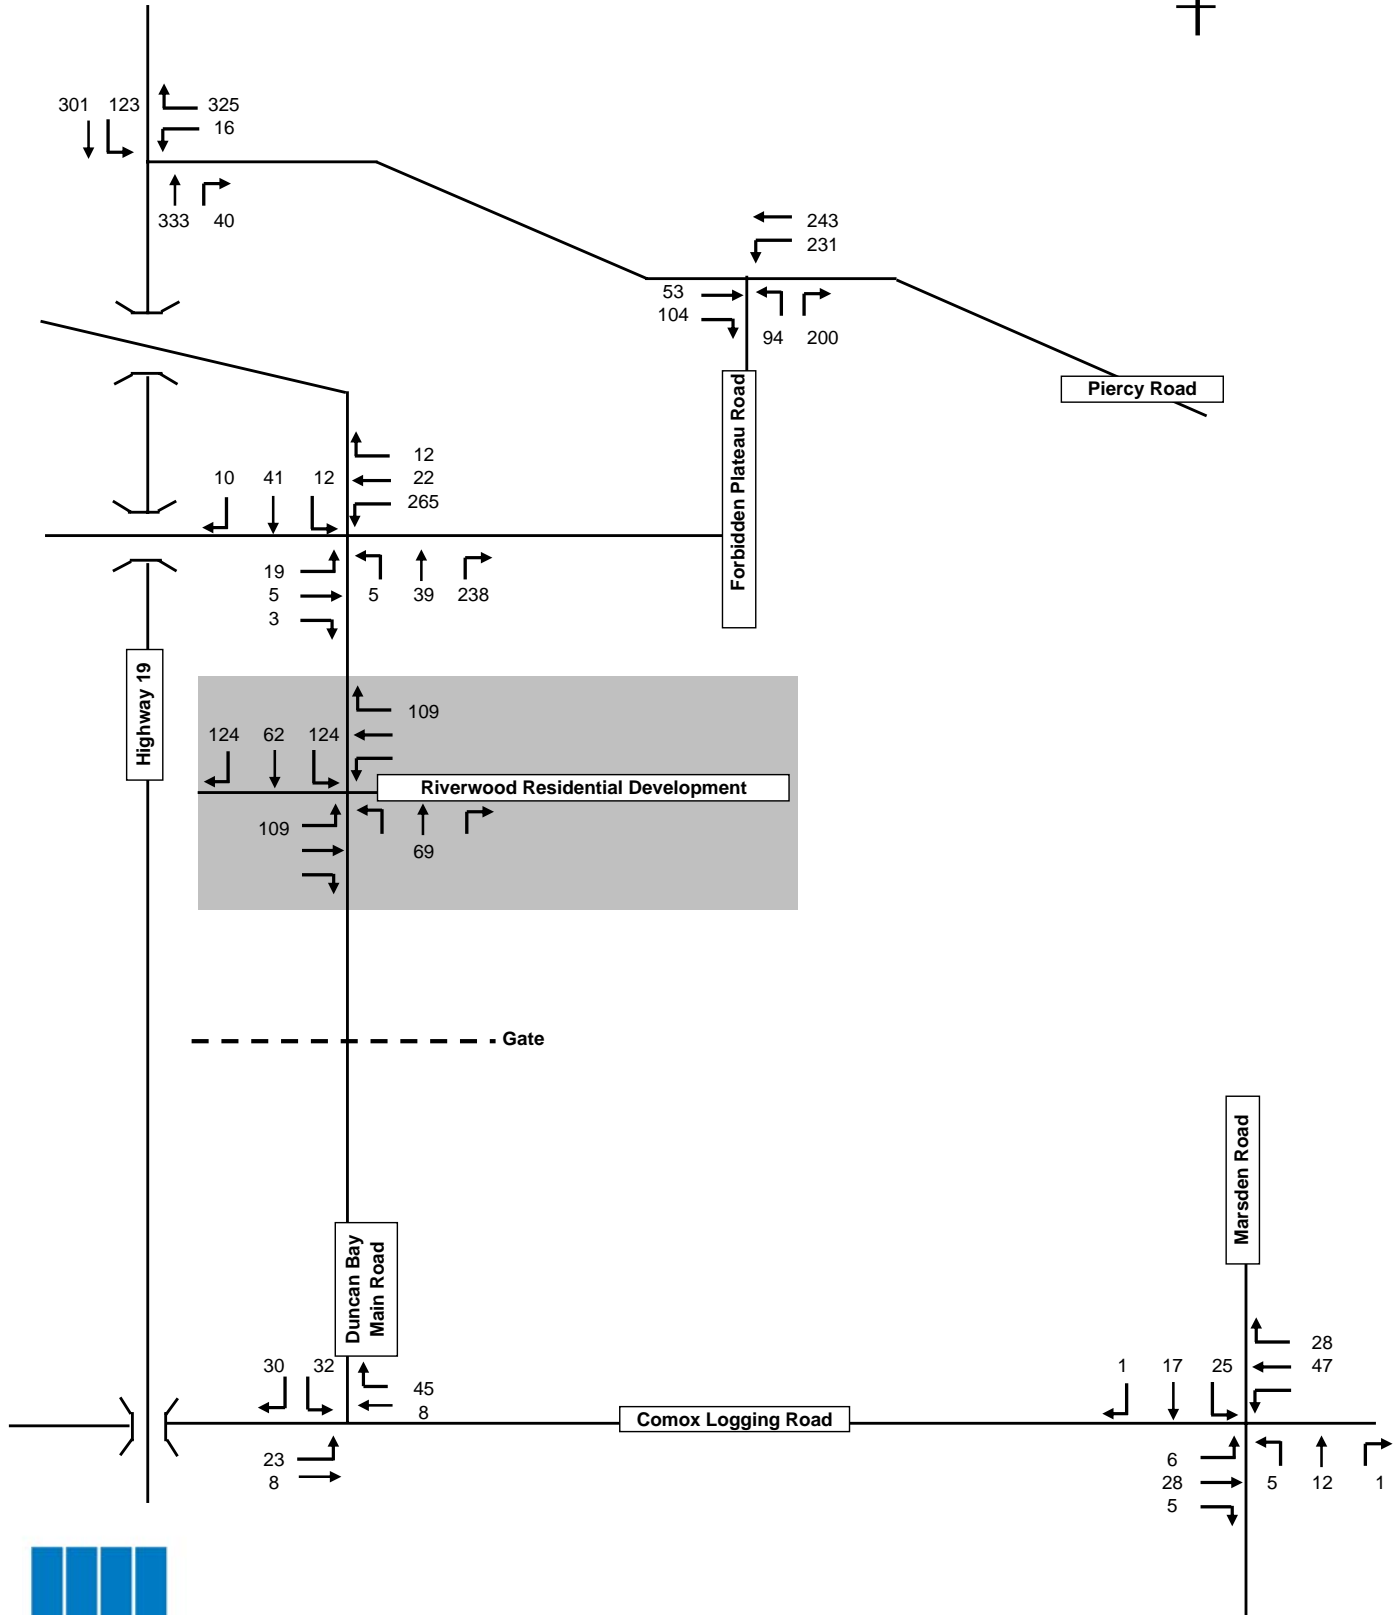 301 123 325
16
333 40
243
231
53
104
94 200
Piercy Road
Forbidden Plateau Road
12
10 41 12 22
265
19
5 5 39 238
3
Highway 19
109
124 62 124
Riverwood Residential Development
109
69
Gate
Marsden Road
Duncan Bay
Main Road
30 32
45
8
Comox Logging Road
23
8
28
1 17 25 47
6
28 5 12 1
5